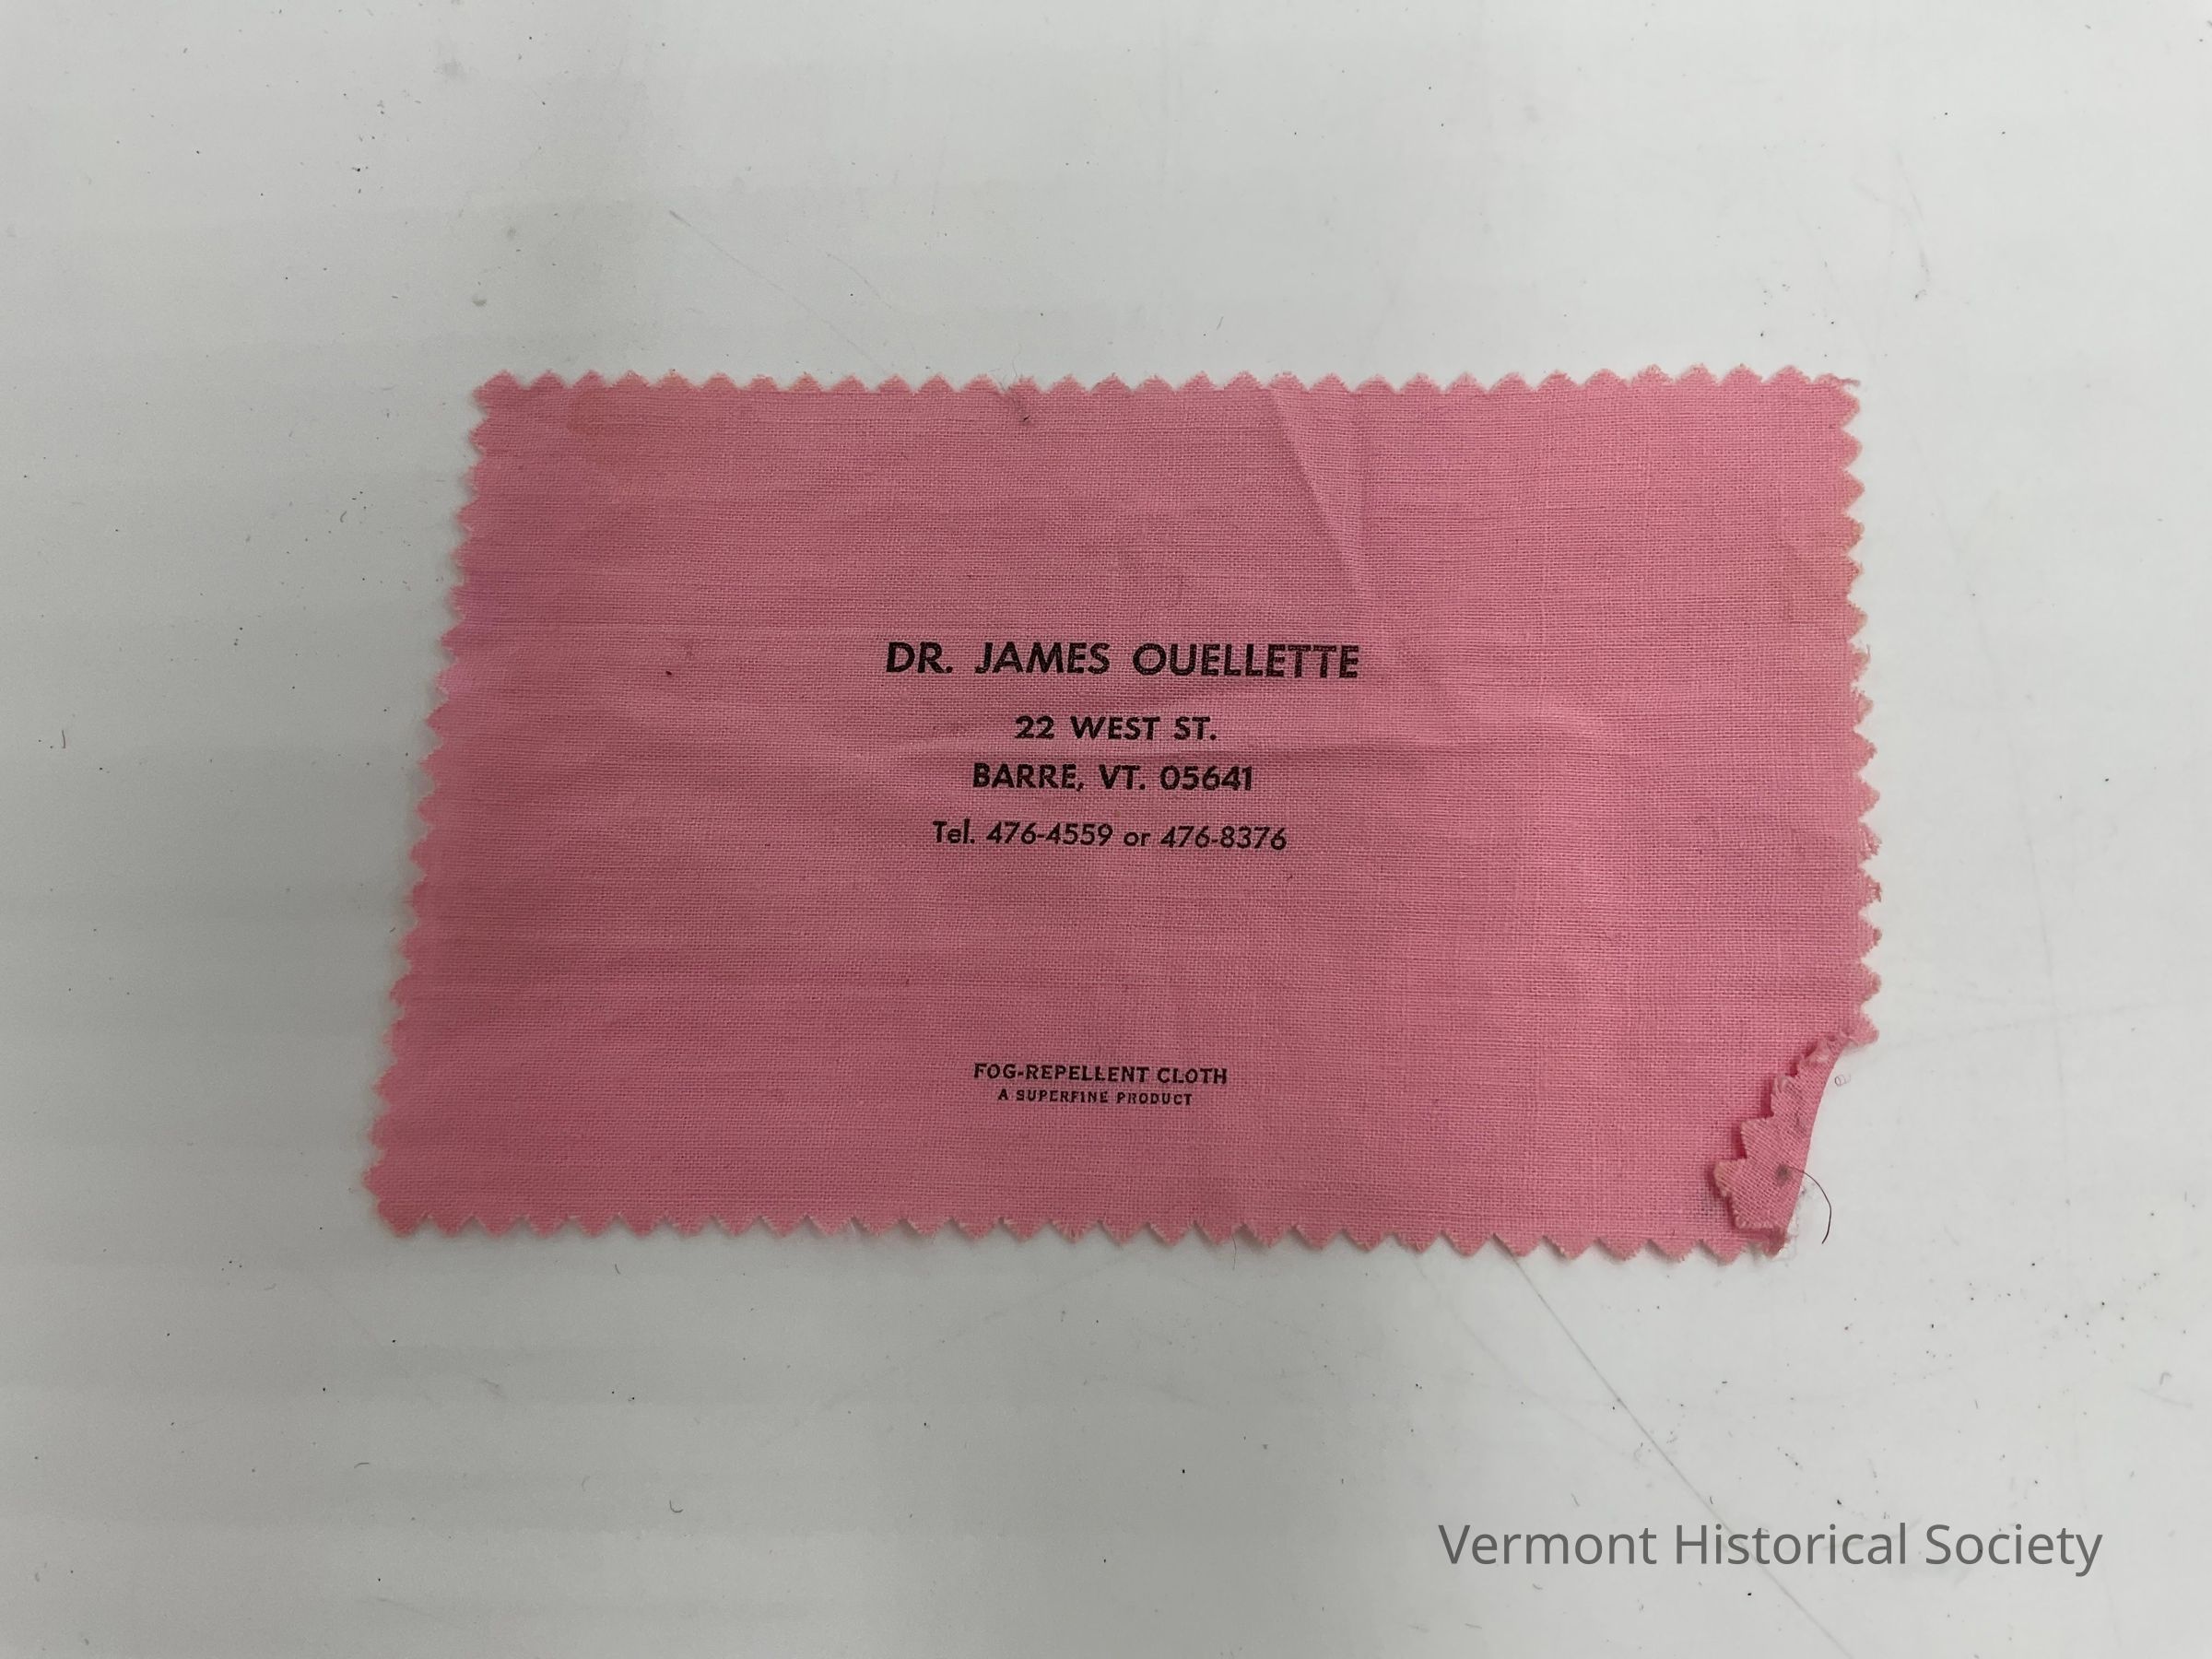 DR. JAMES OUELLETTE
22 WEST ST.
BARRE, VT. 05641
Tel. 476-4559 or 476-8376
FOG-REPELLENT CLOTH
A SUPERFINE PRODUCT
Vermont Historical Society